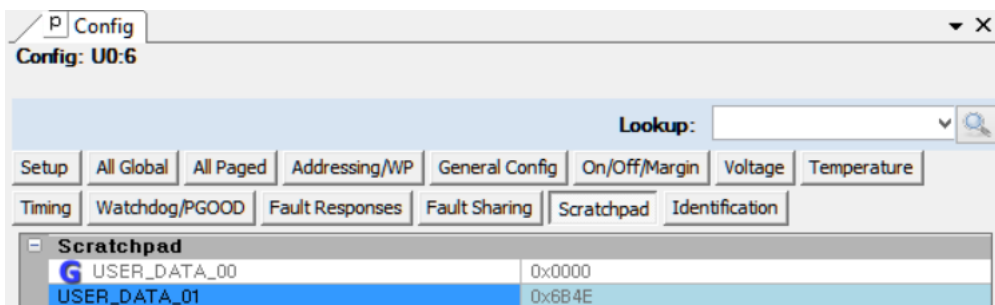 p Config
Config: U0:6
Lookup:
Setup All Global All Paged Addressing/WP General Config On/Off/Margin Voltage Temperature
Timing Watchdog/PGOOD Fault Responses Fault Sharing Scratchpad Identification
Scratchpad
G USER_DATA_00 0x0000
USER_DATA_01 0x6B4E